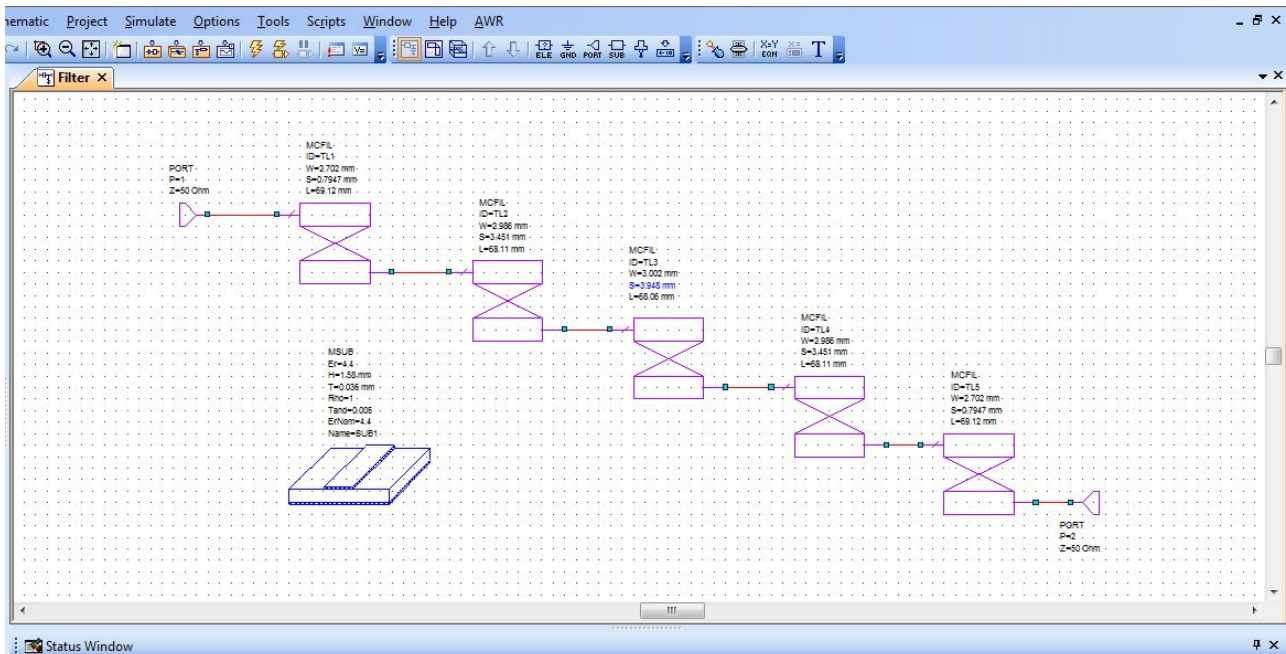 nematic Project Simulate Options Tools Scripts Window Help AWR
ELE GND PORT SUB
X=Y
EQN
T
Filter
PORT
P=1
Z=50 Ohm
MCFIL
ID=TL1
W=2.702 mm
S=0.7947 mm
L=69.12 mm
MCFIL
ID=TL2
W=2.986 mm
S=3.451 mm
L=68.11 mm
MCFIL
ID=TL3
W=3.002 mm
S=3.948 mm
L=68.06 mm
MCFIL
ID=TL4
W=2.986 mm
S=3.451 mm
L=68.11 mm
MCFIL
ID=TL5
W=2.702 mm
S=0.7947 mm
L=69.12 mm
MSUB
Er=4.4
H=1.58 mm
T=0.036 mm
Rho=1
Tand=0.005
ErNom=4.4
Name=SUB1
PORT
P=2
Z=50 Ohm
Status Window